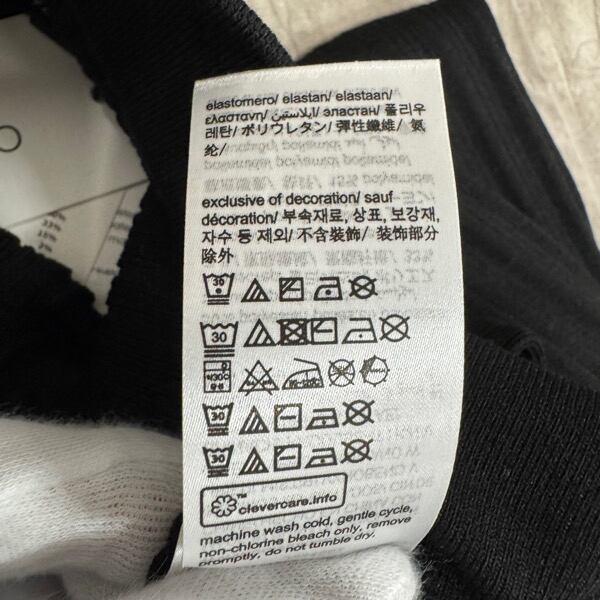 elastomero/ elastan/ elastaan/
ελαστανη/ ايلاستين/ эластан/ 폴리우
레탄/ ポリウレタン/ 彈性纖維/ 氨
纶/
exclusive of decoration/ sauf
décoration/ 부속재료, 상표, 보강재,
자수 등 제외/ 不含裝飾/ 装饰部分
除外
30
30
30
30
clevercare.info
machine wash cold, gentle cycle,
non-chlorine bleach only, remove
promptly, do not tumble dry,